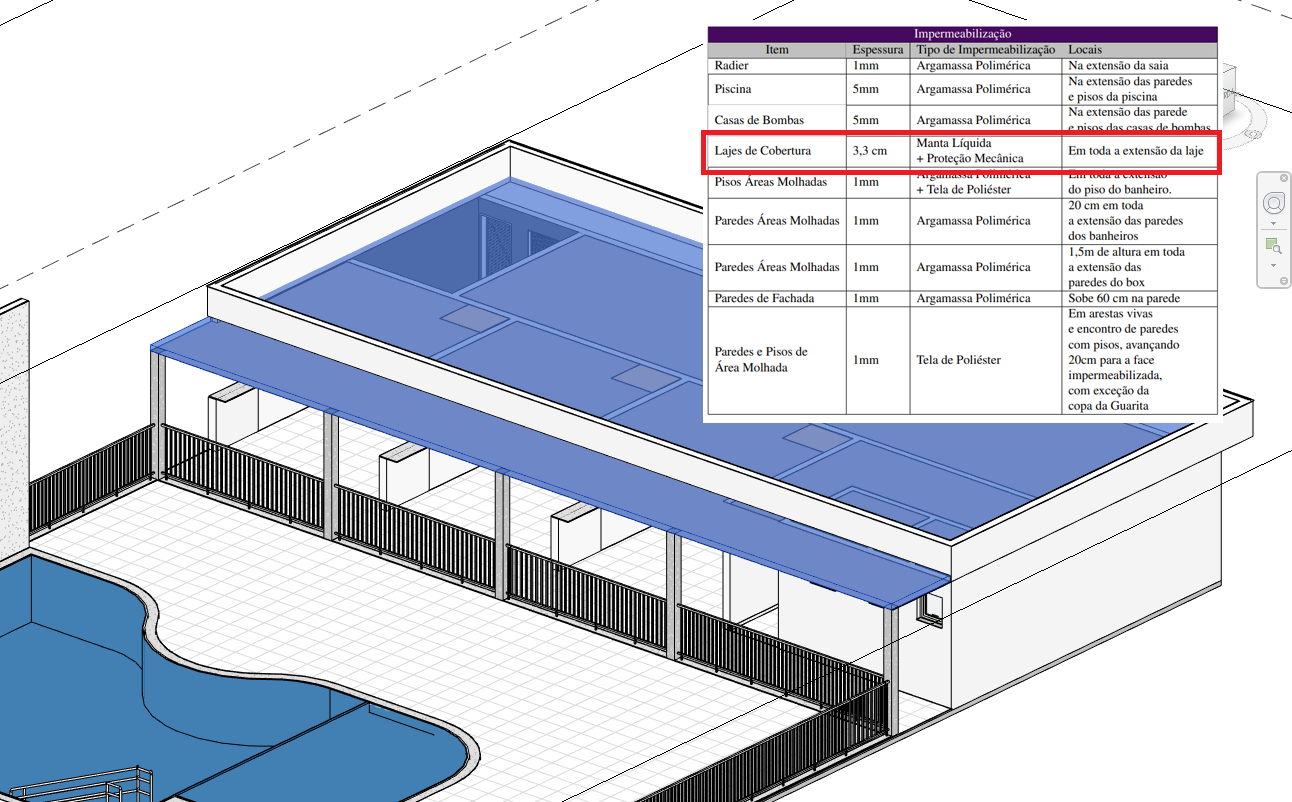 Impermeabilização
Item Espessura Tipo de Impermeabilização Locais
Radier 1mm Argamassa Polimérica Na extensão da saia
Piscina 5mm Argamassa Polimérica Na extensão das paredes
e pisos da piscina
Casas de Bombas 5mm Argamassa Polimérica Na extensão das parede
e pisos das casas de bombas
Lajes de Cobertura 3,3 cm Manta Líquida
+ Proteção Mecânica Em toda a extensão da laje
Pisos Áreas Molhadas 1mm Argamassa Polimérica
+ Tela de Poliéster Em toda a extensão
do piso do banheiro.
Paredes Áreas Molhadas 1mm Argamassa Polimérica 20 cm em toda
a extensão das paredes
dos banheiros
Paredes Áreas Molhadas 1mm Argamassa Polimérica 1,5m de altura em toda
a extensão das
paredes do box
Paredes de Fachada 1mm Argamassa Polimérica Sobe 60 cm na parede
Paredes e Pisos de
Área Molhada 1mm Tela de Poliéster Em arestas vivas
e encontro de paredes
com pisos, avançando
20cm para a face
impermeabilizada,
com exceção da
copa da Guarita